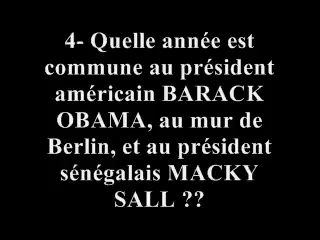 4- Quelle année est
commune au président
américain BARACK
OBAMA, au mur de
Berlin, et au président
sénégalais MACKY
SALL ??